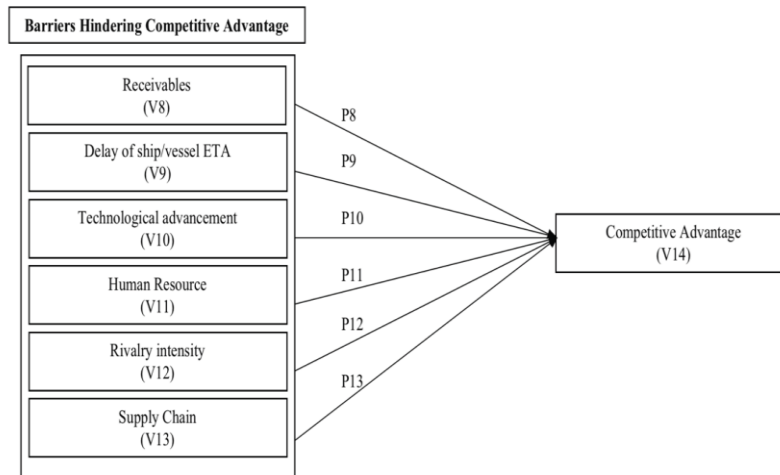 Barriers Hindering Competitive Advantage
Receivables
(V8)
Delay of ship/vessel ETA
(V9)
Technological advancement
(V10)
Human Resource
(V11)
Rivalry intensity
(V12)
Supply Chain
(V13)
P8
P9
P10
P11
P12
P13
Competitive Advantage
(V14)